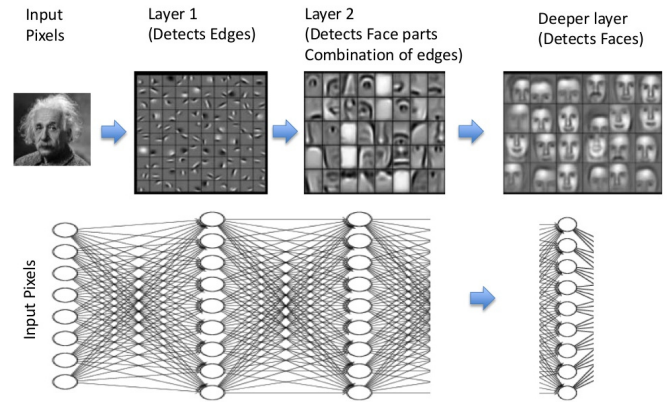 Input
Pixels
Layer 1
(Detects Edges)
Layer 2
(Detects Face parts
Combination of edges)
Deeper layer
(Detects Faces)
Input Pixels